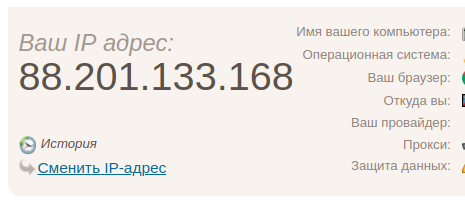 Ваш IP адрес:
88.201.133.168
История
Сменить IP-адрес
Имя вашего компьютера:
Операционная система:
Ваш браузер:
Откуда вы:
Ваш провайдер:
Прокси:
Защита данных: